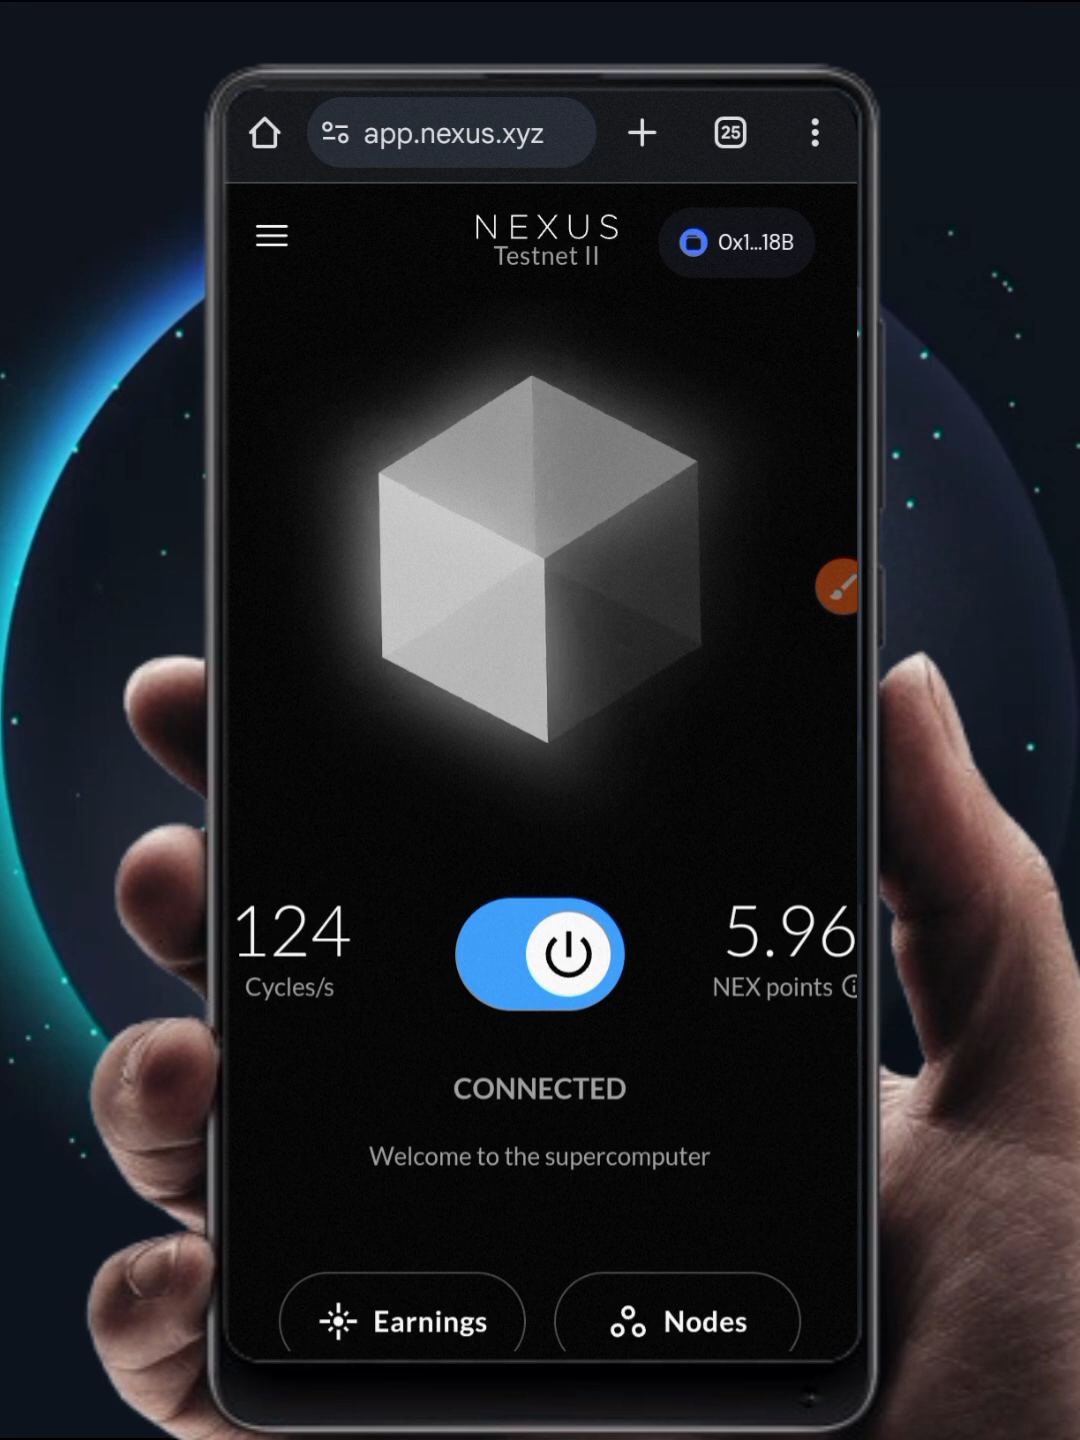 app.nexus.xyz
25
NEXUS
Testnet II
0x1...18B
124
Cycles/s
5.96
NEX points
CONNECTED
Welcome to the supercomputer
Earnings
Nodes